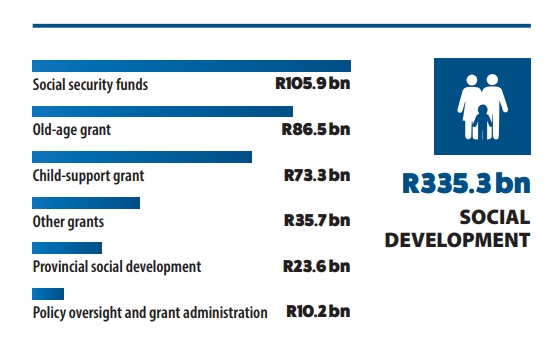 Social security funds R105.9 bn
Old-age grant R86.5 bn
Child-support grant R73.3 bn
Other grants R35.7 bn
Provincial social development R23.6 bn
Policy oversight and grant administration R10.2 bn
R335.3 bn
SOCIAL
DEVELOPMENT